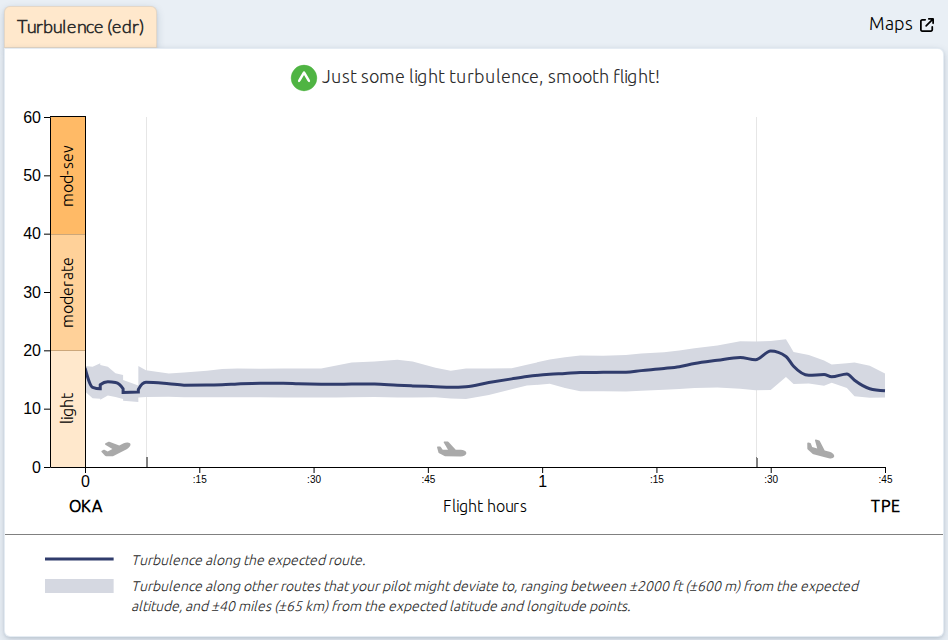 Turbulence (edr)
Maps
Just some light turbulence, smooth flight!
60
50
40
30
20
10
0
mod-sev
moderate
light
0 :15 :30 :45 1 :15 :30 :45
OKA Flight hours TPE
Turbulence along the expected route.
Turbulence along other routes that your pilot might deviate to, ranging between ±2000 ft (±600 m) from the expected
altitude, and ±40 miles (±65 km) from the expected latitude and longitude points.